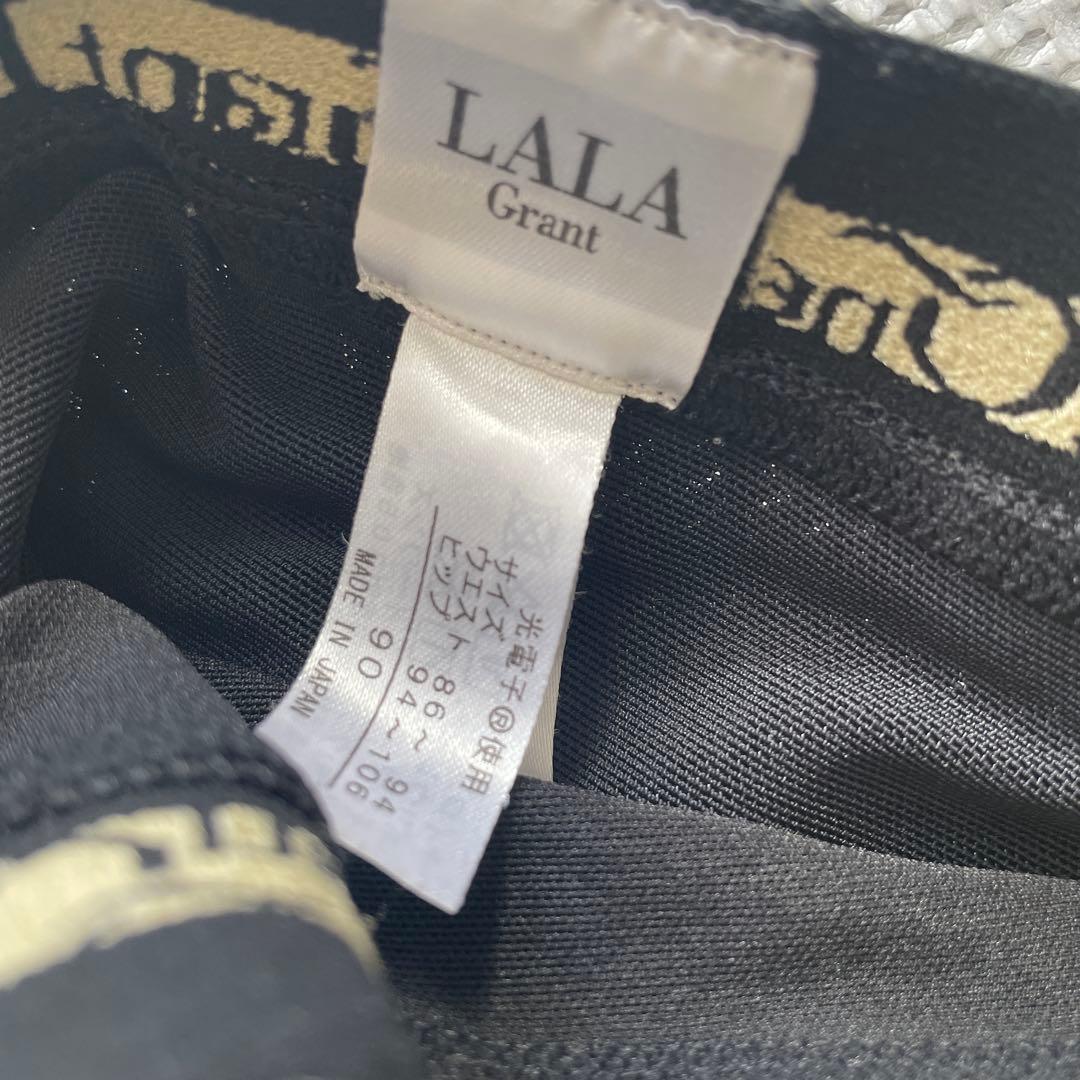 LALA
Grant
光電子®使用
サイズ
ウエスト 86～94
ヒップ 94～106
90
MADE IN JAPAN